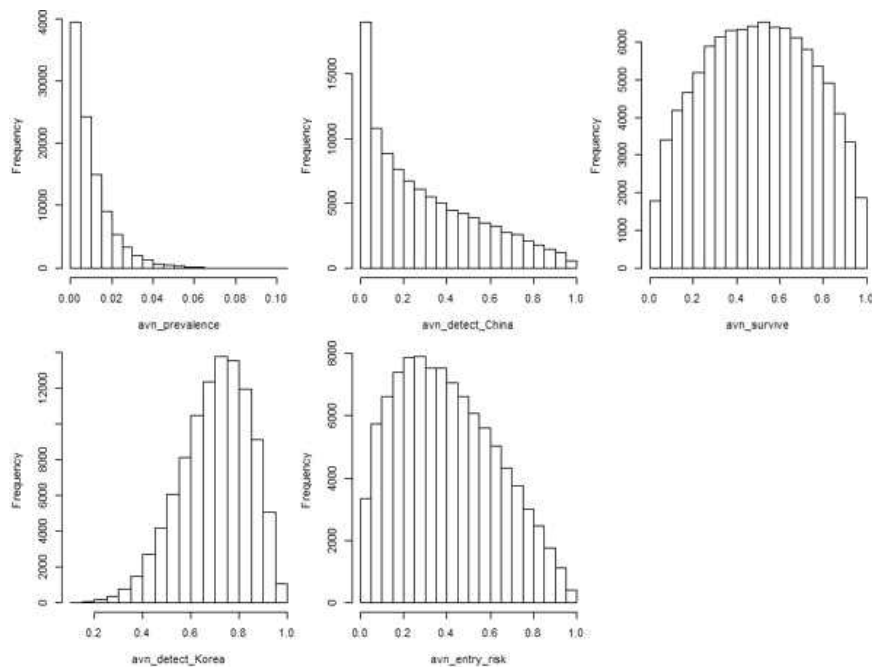 Frequency
0
10000
20000
30000
4000
0.00 0.02 0.04 0.06 0.08 0.10
avn_prevalence
Frequency
0
5000
10000
15000
0.0 0.2 0.4 0.6 0.8 1.0
avn_detect_China
Frequency
0
1000
2000
3000
4000
5000
6000
0.0 0.2 0.4 0.6 0.8 1.0
avn_survive
Frequency
0
2000
4000
6000
8000
12000
0.2 0.4 0.6 0.8 1.0
avn_detect_Korea
Frequency
0
2000
4000
6000
8000
0.0 0.2 0.4 0.6 0.8 1.0
avn_entry_risk